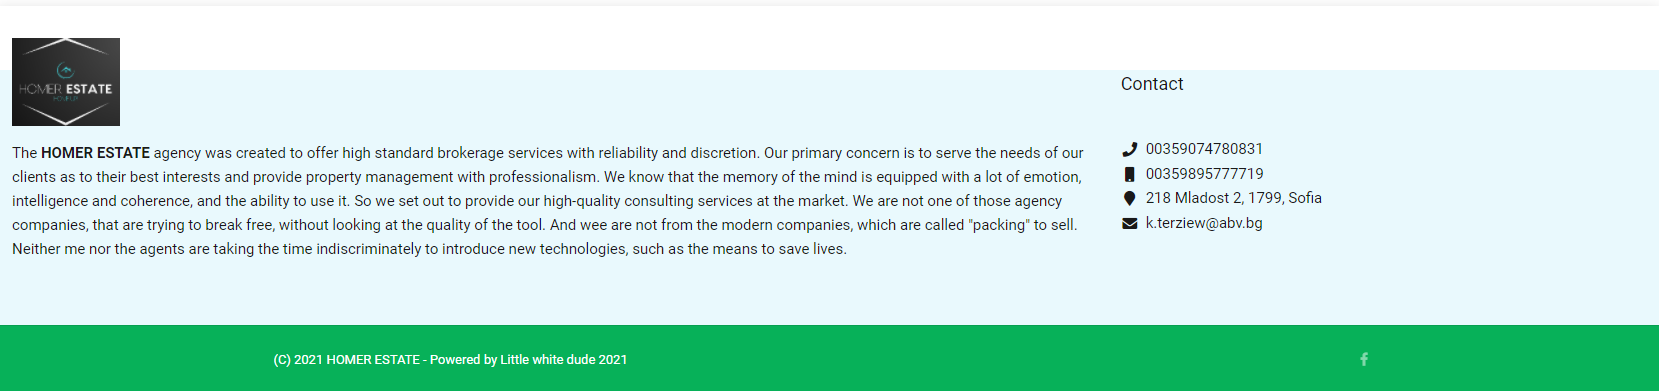 HOMER ESTATE
The HOMER ESTATE agency was created to offer high standard brokerage services with reliability and discretion. Our primary concern is to serve the needs of our
clients as to their best interests and provide property management with professionalism. We know that the memory of the mind is equipped with a lot of emotion,
intelligence and coherence, and the ability to use it. So we set out to provide our high-quality consulting services at the market. We are not one of those agency
companies, that are trying to break free, without looking at the quality of the tool. And wee are not from the modern companies, which are called "packing" to sell.
Neither me nor the agents are taking the time indiscriminately to introduce new technologies, such as the means to save lives.
Contact
00359074780831
00359895777719
218 Mladost 2, 1799, Sofia
k.terziew@abv.bg
(C) 2021 HOMER ESTATE - Powered by Little white dude 2021